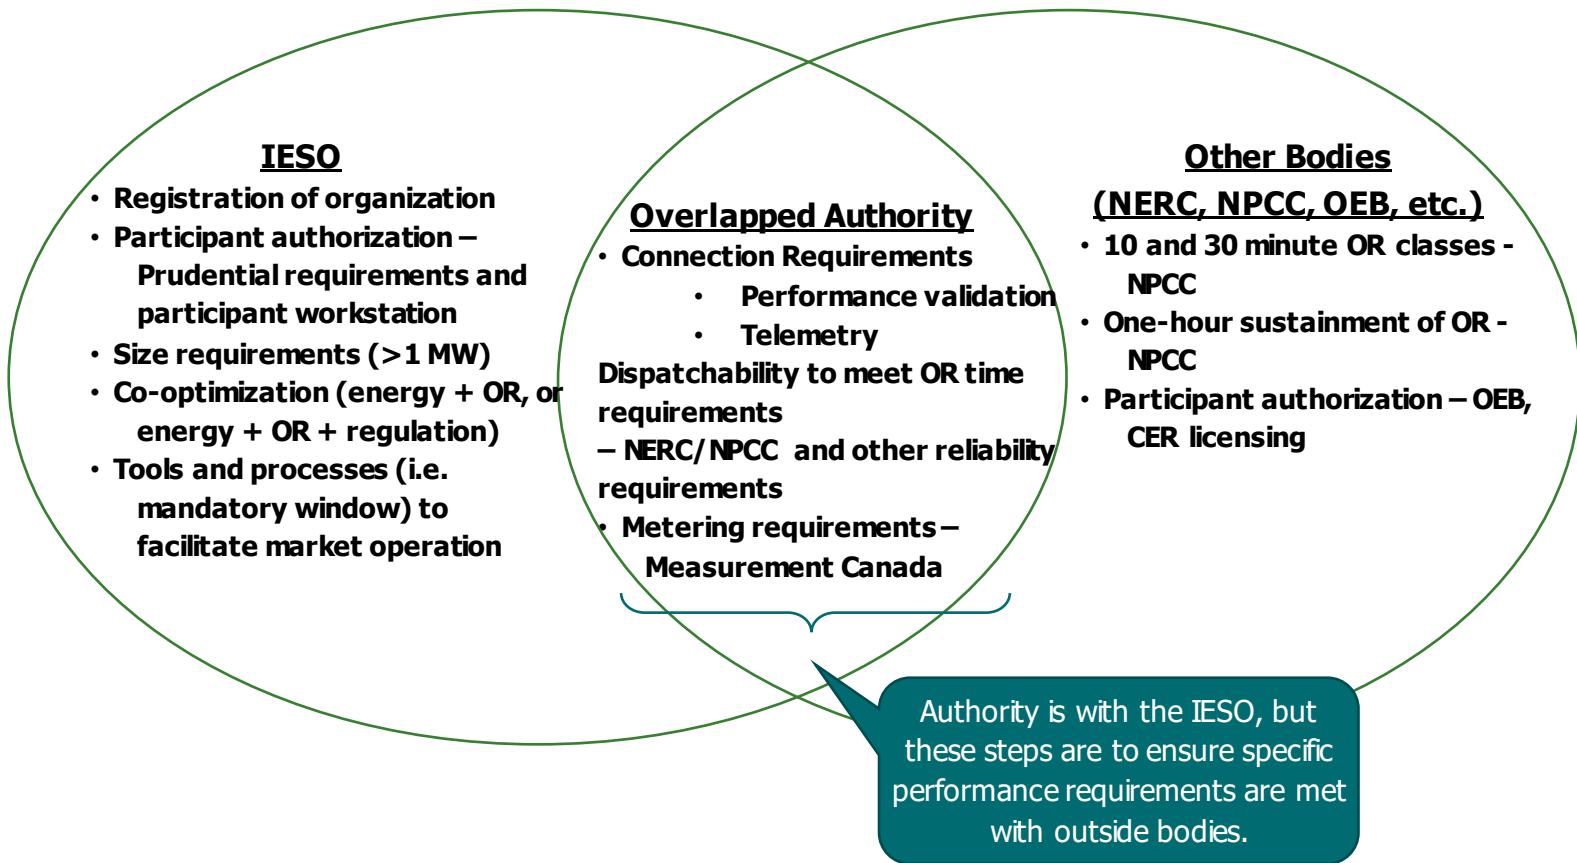 IESO
• Registration of organization
• Participant authorization –
Prudential requirements and
participant workstation
• Size requirements (>1 MW)
• Co-optimization (energy + OR, or
energy + OR + regulation)
• Tools and processes (i.e.
mandatory window) to
facilitate market operation
Overlapped Authority
• Connection Requirements
• Performance validation
• Telemetry
Dispatchability to meet OR time
requirements
– NERC/NPCC and other reliability
requirements
• Metering requirements –
Measurement Canada
Other Bodies
(NERC, NPCC, OEB, etc.)
• 10 and 30 minute OR classes -
NPCC
• One-hour sustainment of OR -
NPCC
• Participant authorization – OEB,
CER licensing
Authority is with the IESO, but
these steps are to ensure specific
performance requirements are met
with outside bodies.